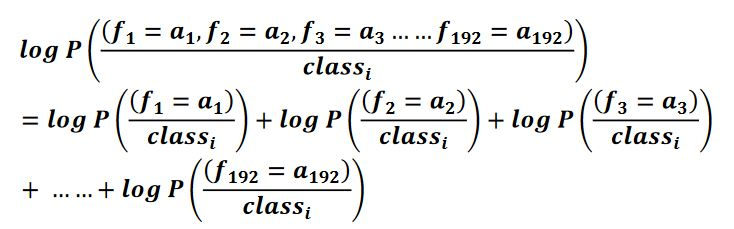 log P((f₁ = a₁, f₂ = a₂, f₃ = a₃ … … f₁₉₂ = a₁₉₂) / classᵢ)
= log P((f₁ = a₁) / classᵢ) + log P((f₂ = a₂) / classᵢ) + log P((f₃ = a₃) / classᵢ)
+ … … + log P((f₁₉₂ = a₁₉₂) / classᵢ)